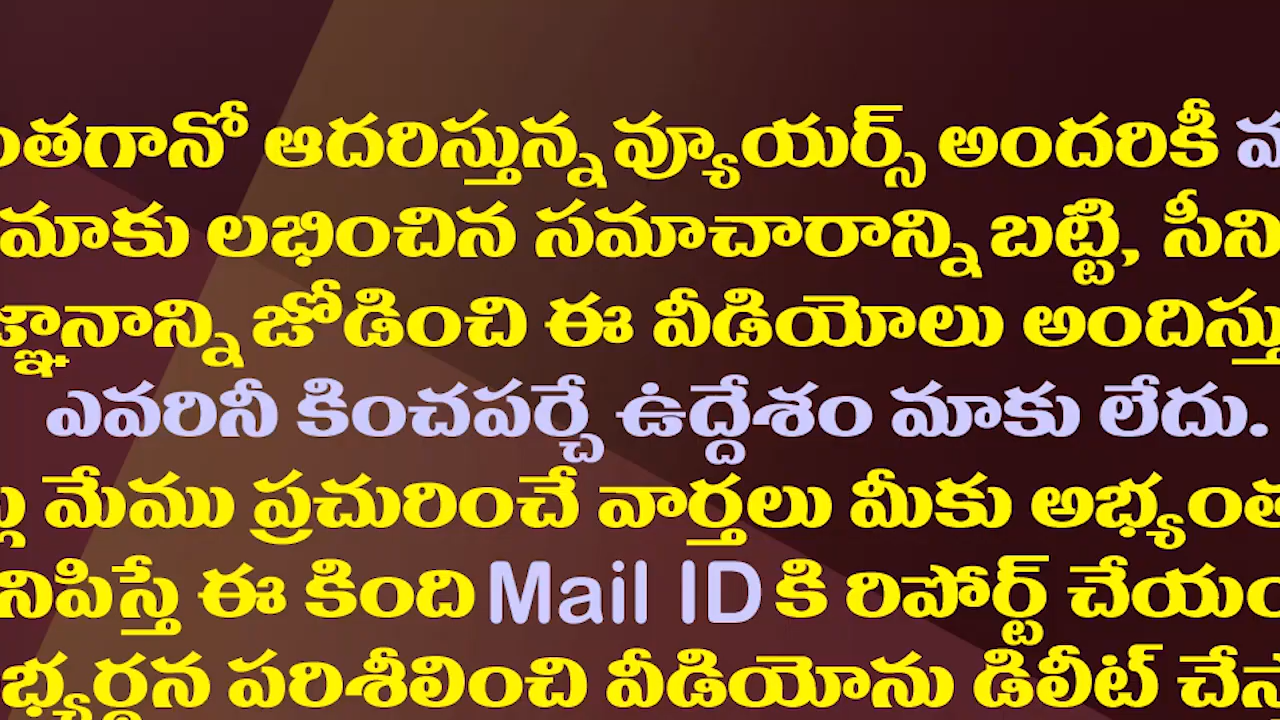 ఆదరిస్తున్న వ్యూయర్స్ అందరికీ
మాకు లభించిన సమాచారాన్ని బట్టి,
జోడించి ఈ వీడియోలు
ఎవరినీ కించపర్చే ఉద్దేశం మాకు లేదు.
మేము ప్రచురించే వార్తలు మీకు
ఈ కింది Mail ID కి రిపోర్ట్
పరిశీలించి వీడియోను డిలీట్